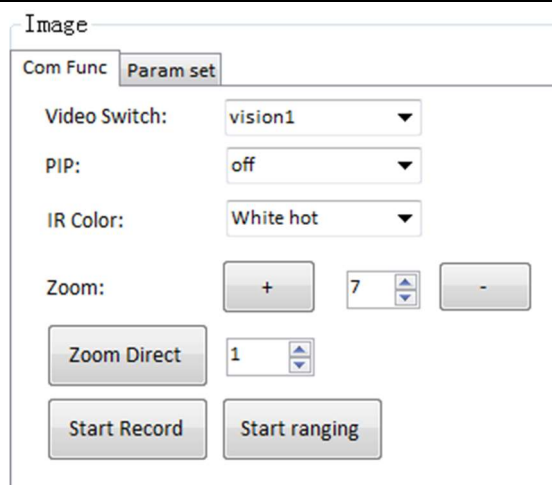 Image
Com Func Param set
Video Switch: vision1
PIP: off
IR Color: White hot
Zoom: + 7 -
Zoom Direct 1
Start Record Start ranging